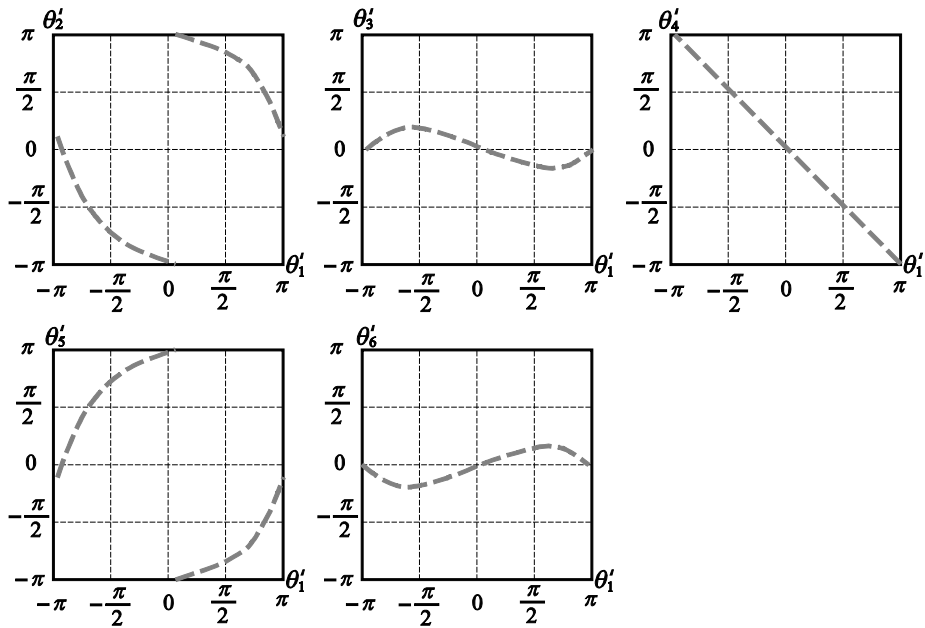 θ′₂ θ′₃ θ′₄
π π π
π/2 π/2 π/2
0 0 0
−π/2 −π/2 −π/2
−π −π −π
θ′₁ θ′₁ θ′₁
−π −π/2 0 π/2 π −π −π/2 0 π/2 π −π −π/2 0 π/2 π
θ′₅ θ′₆
π π
π/2 π/2
0 0
−π/2 −π/2
−π −π
θ′₁ θ′₁
−π −π/2 0 π/2 π −π −π/2 0 π/2 π